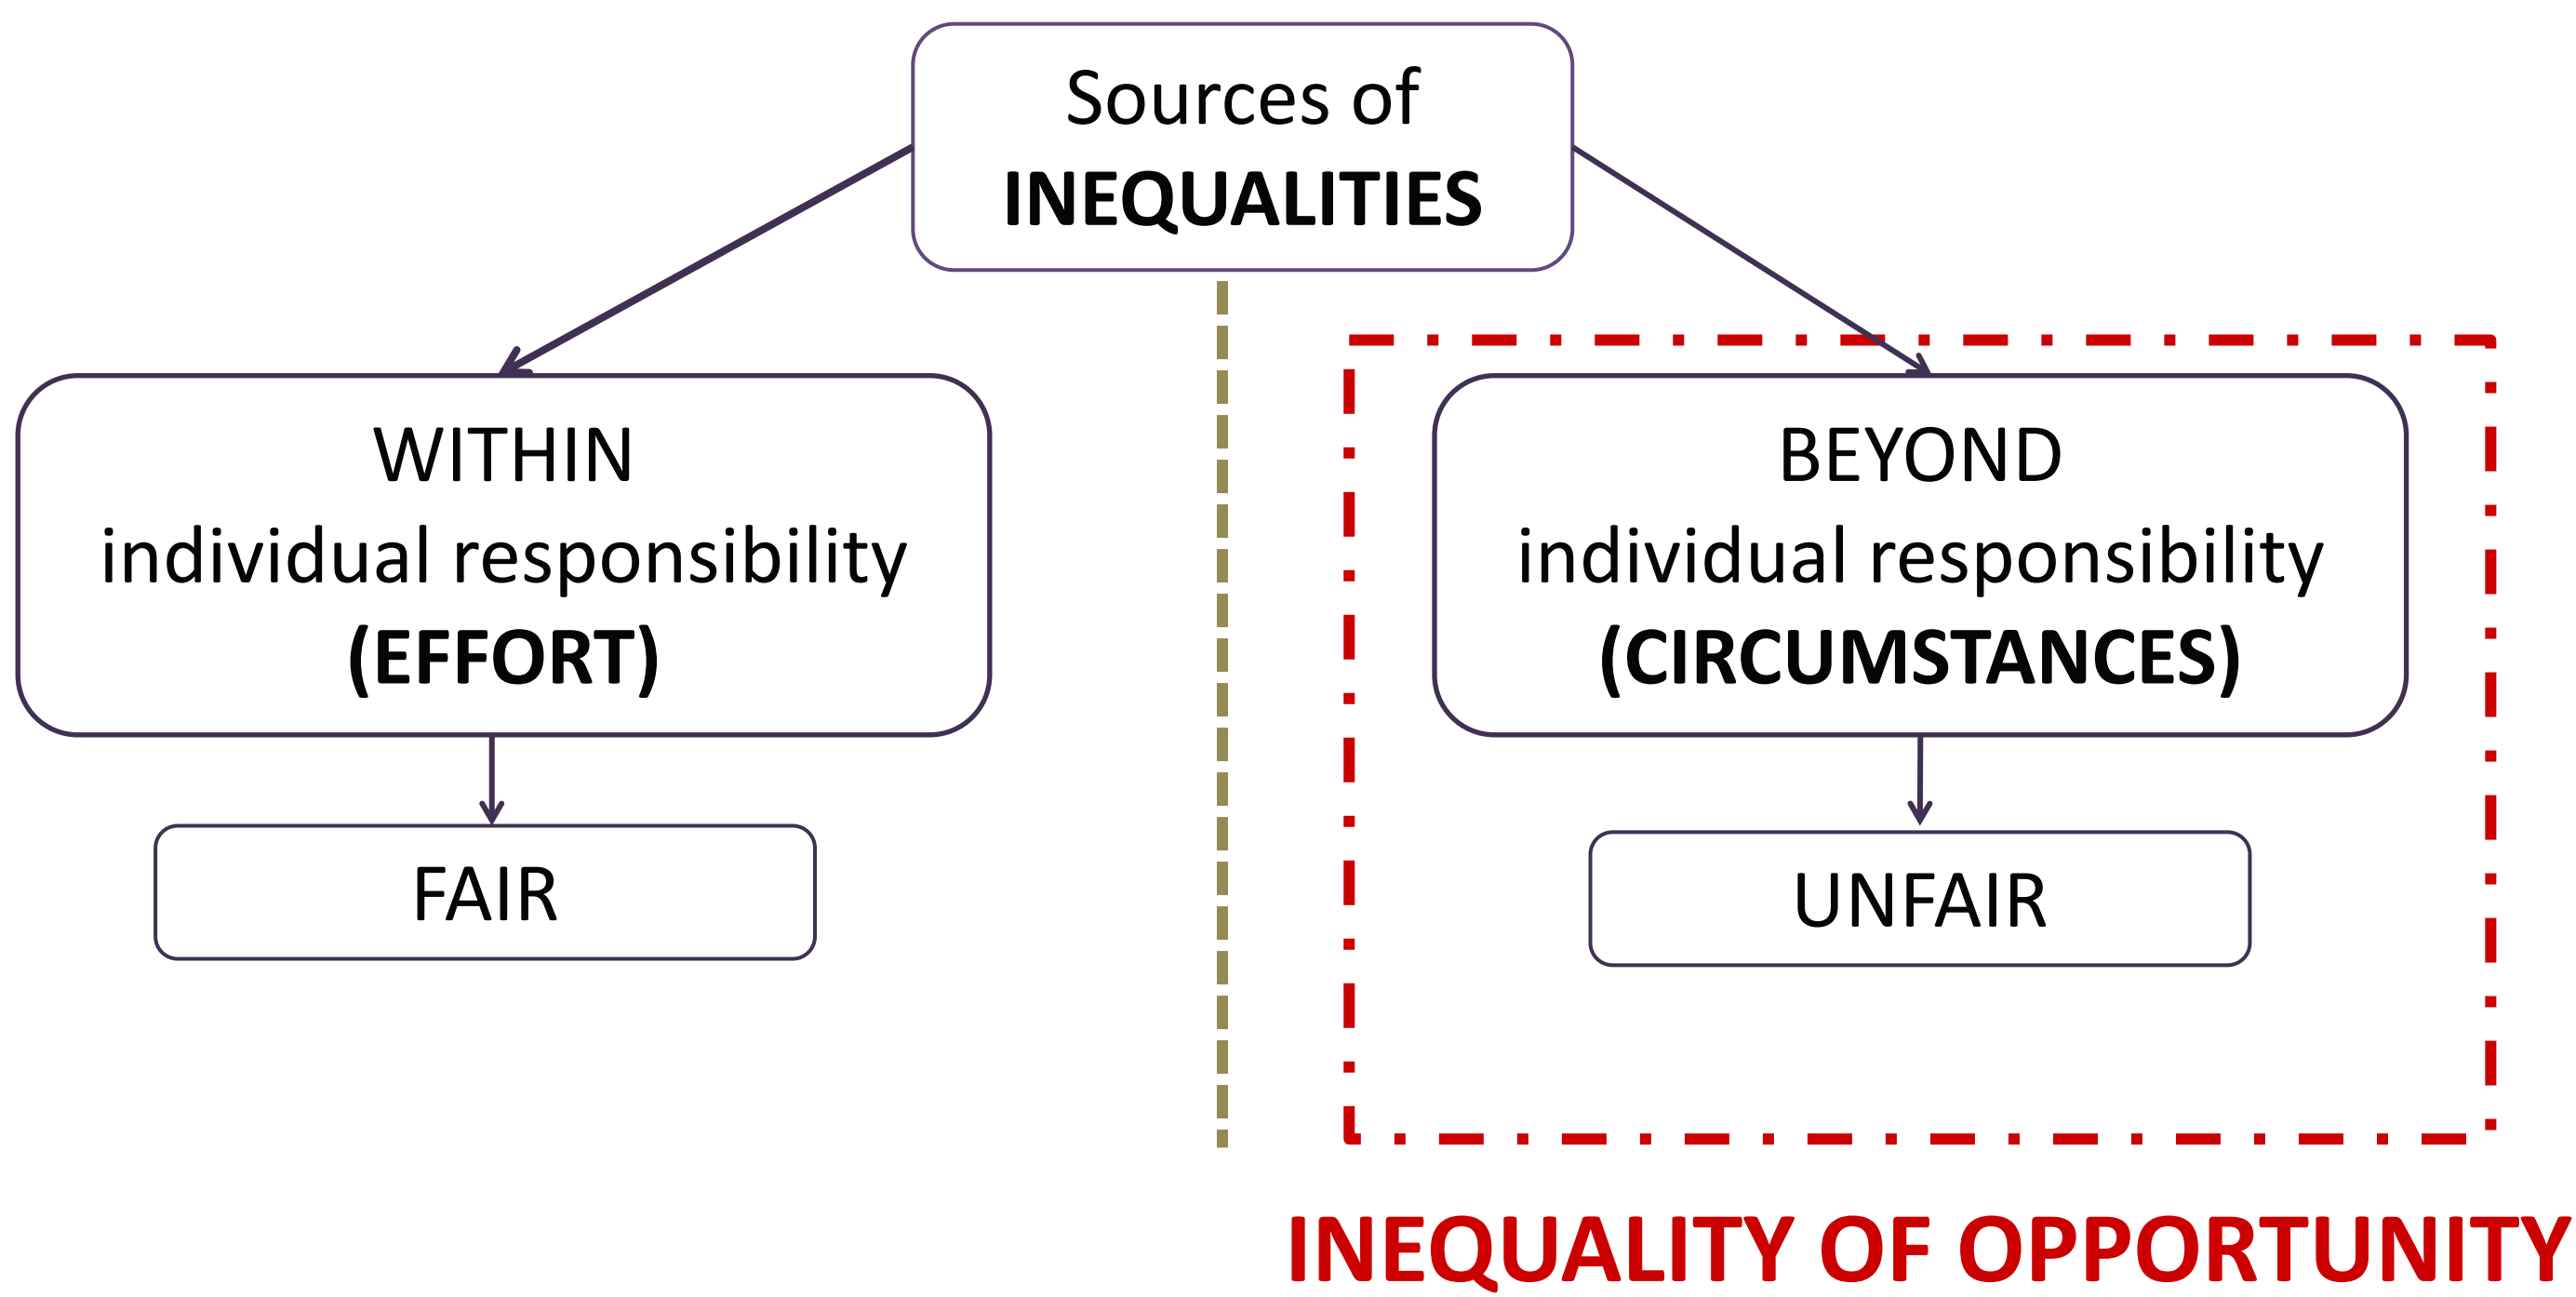 Sources of
INEQUALITIES
WITHIN
individual responsibility
(EFFORT)
FAIR
BEYOND
individual responsibility
(CIRCUMSTANCES)
UNFAIR
INEQUALITY OF OPPORTUNITY